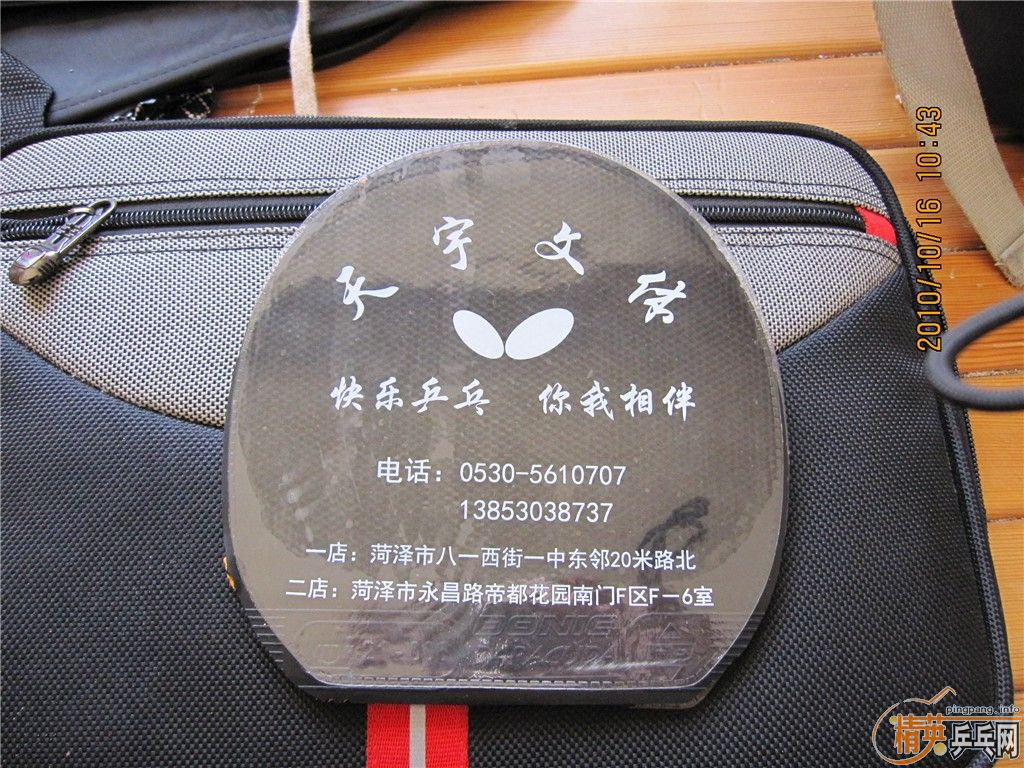 天宇文体
快乐乒乓 你我相伴
电话：0530-5610707
13853038737
一店：菏泽市八一西街一中东邻20米路北
二店：菏泽市永昌路帝都花园南门F区F-6室
DONIC
2010/10/16 10:43
pingpang.info
精英乒乓网